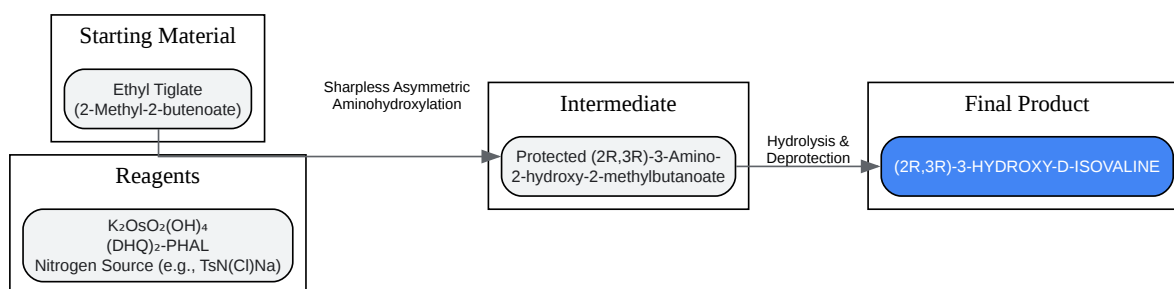 Starting Material
Ethyl Tiglate
(2-Methyl-2-butenoate)
Reagents
K₂OsO₂(OH)₄
(DHQ)₂-PHAL
Nitrogen Source (e.g., TsN(Cl)Na)
Sharpless Asymmetric
Aminohydroxylation
Intermediate
Protected (2R,3R)-3-Amino-
2-hydroxy-2-methylbutanoate
Hydrolysis &
Deprotection
Final Product
(2R,3R)-3-HYDROXY-D-ISOVALINE